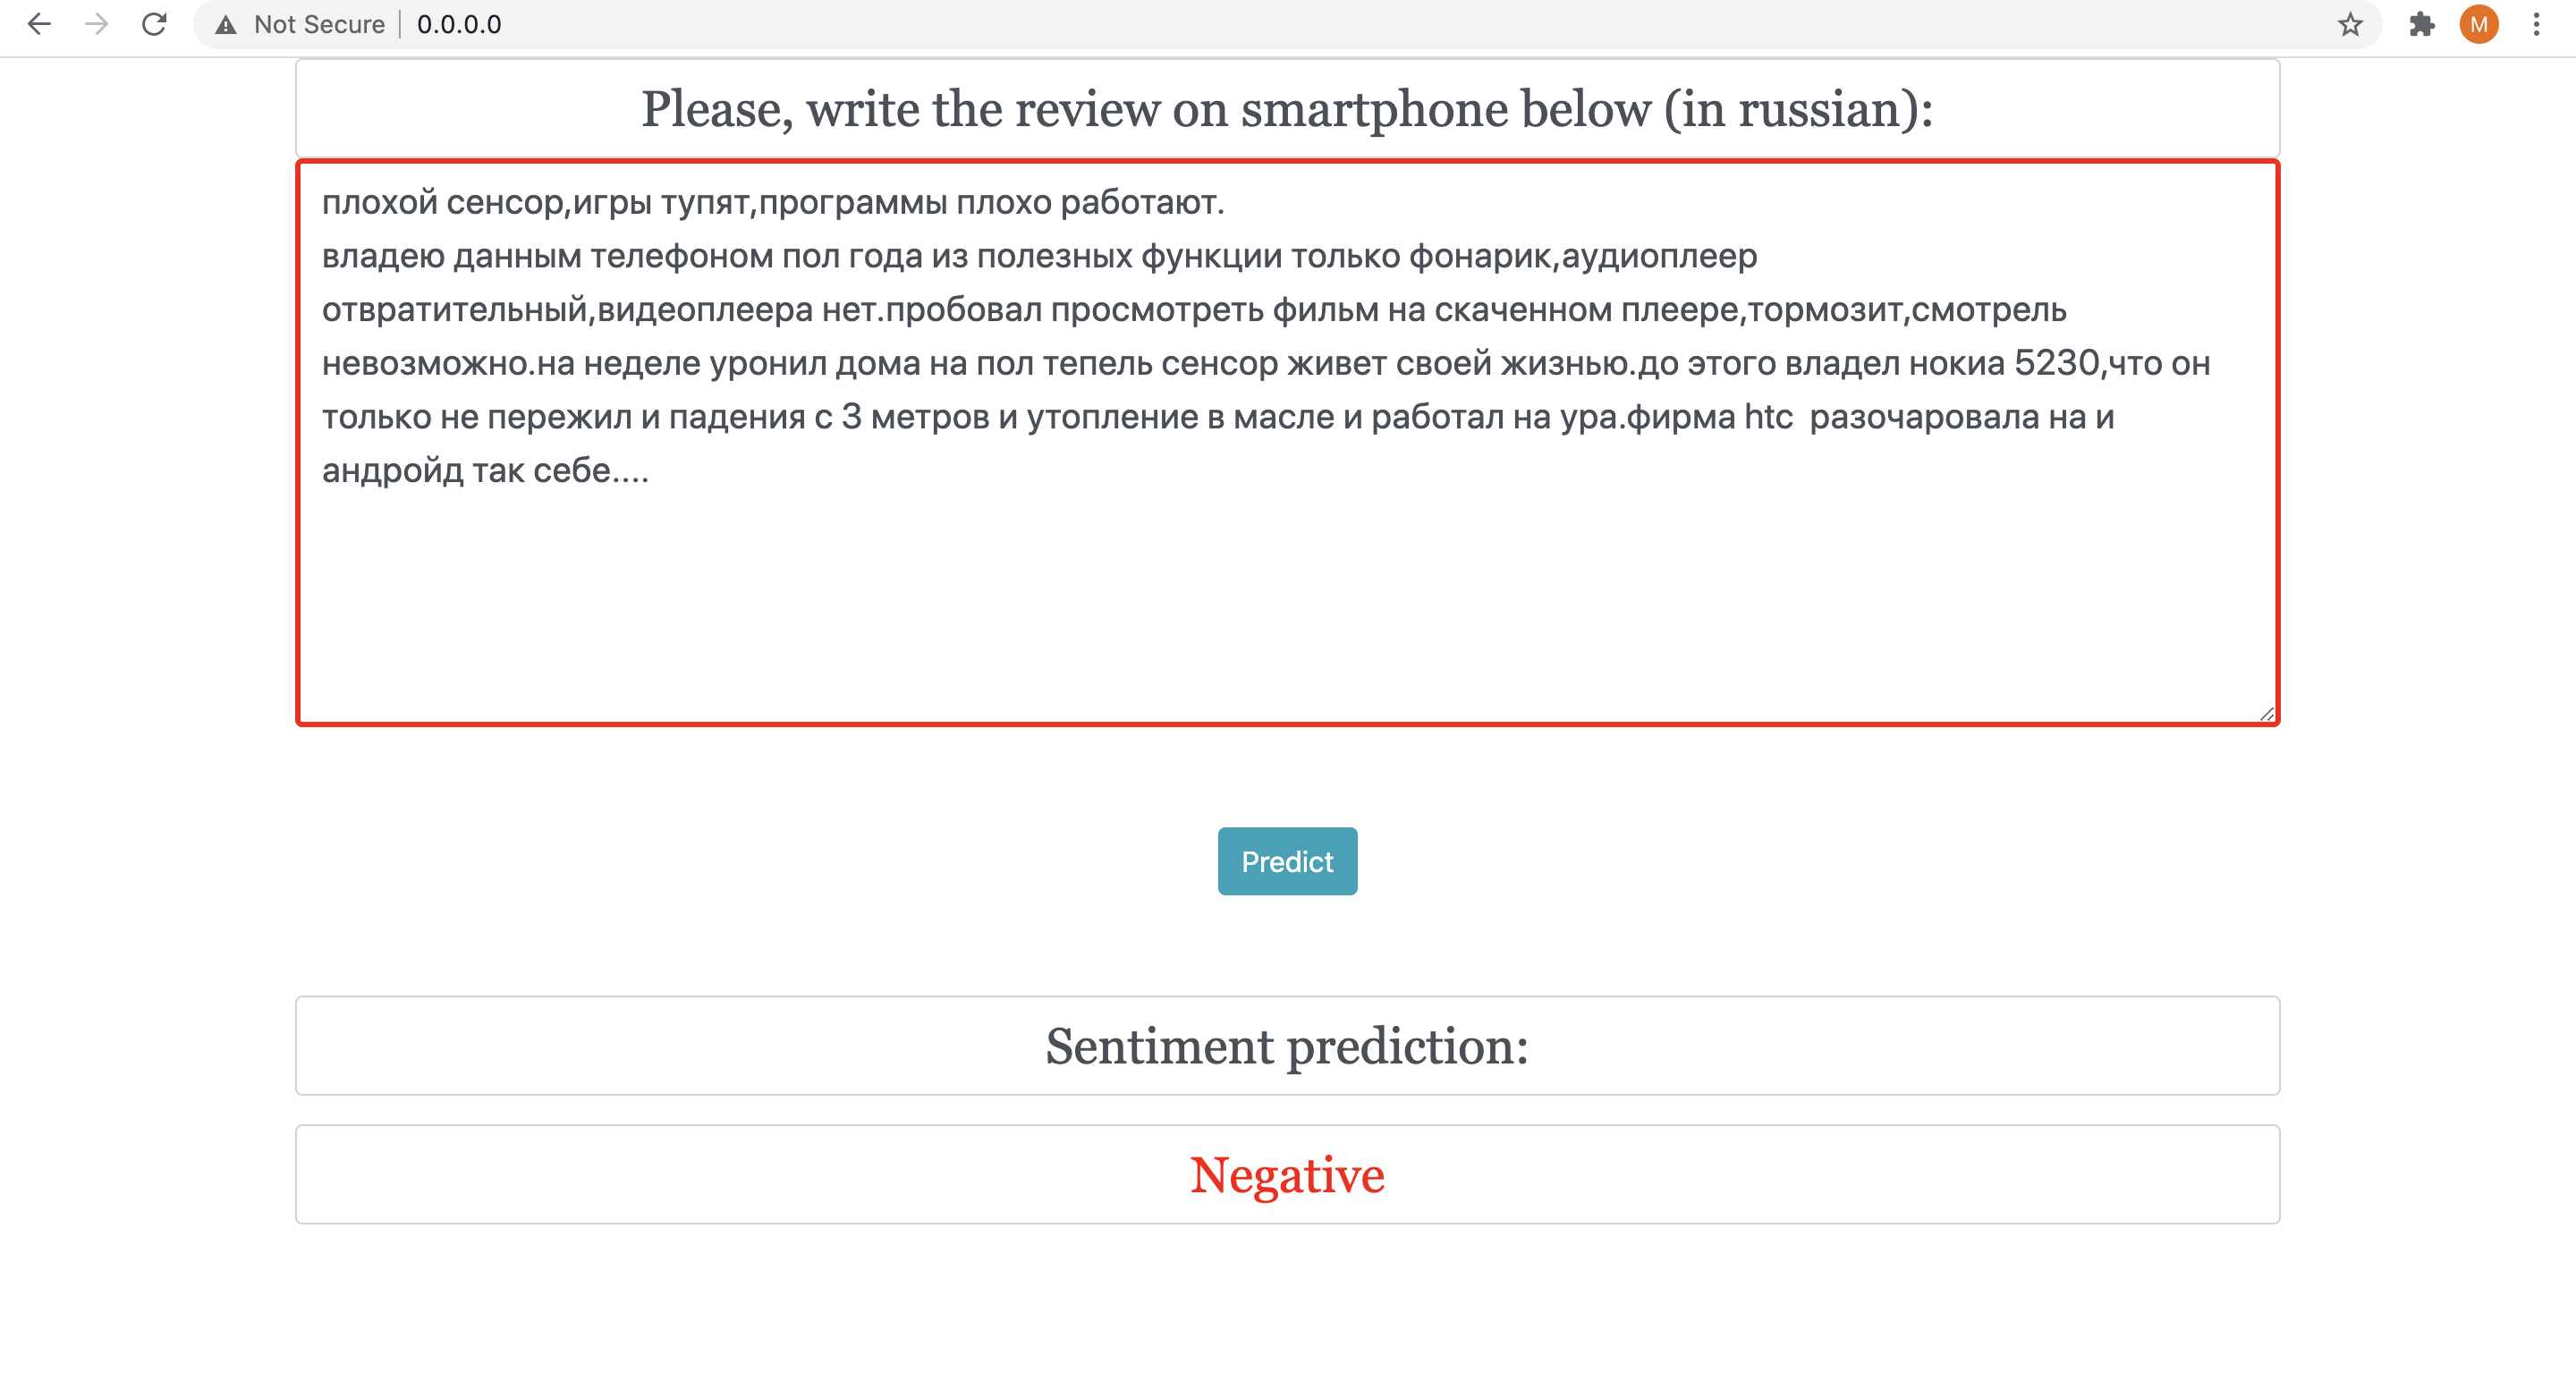 Not Secure
0.0.0.0
M
Please, write the review on smartphone below (in russian):
плохой сенсор,игры тупят,программы плохо работают.
владею данным телефоном пол года из полезных функции только фонарик,аудиоплеер
отвратительный,видеоплеера нет.пробовал просмотреть фильм на скаченном плеере,тормозит,смотрель
невозможно.на неделе уронил дома на пол тепель сенсор живет своей жизнью.до этого владел нокиа 5230,что он
только не пережил и падения с 3 метров и утопление в масле и работал на ура.фирма htc  разочаровала на и
андройд так себе....
Predict
Sentiment prediction:
Negative